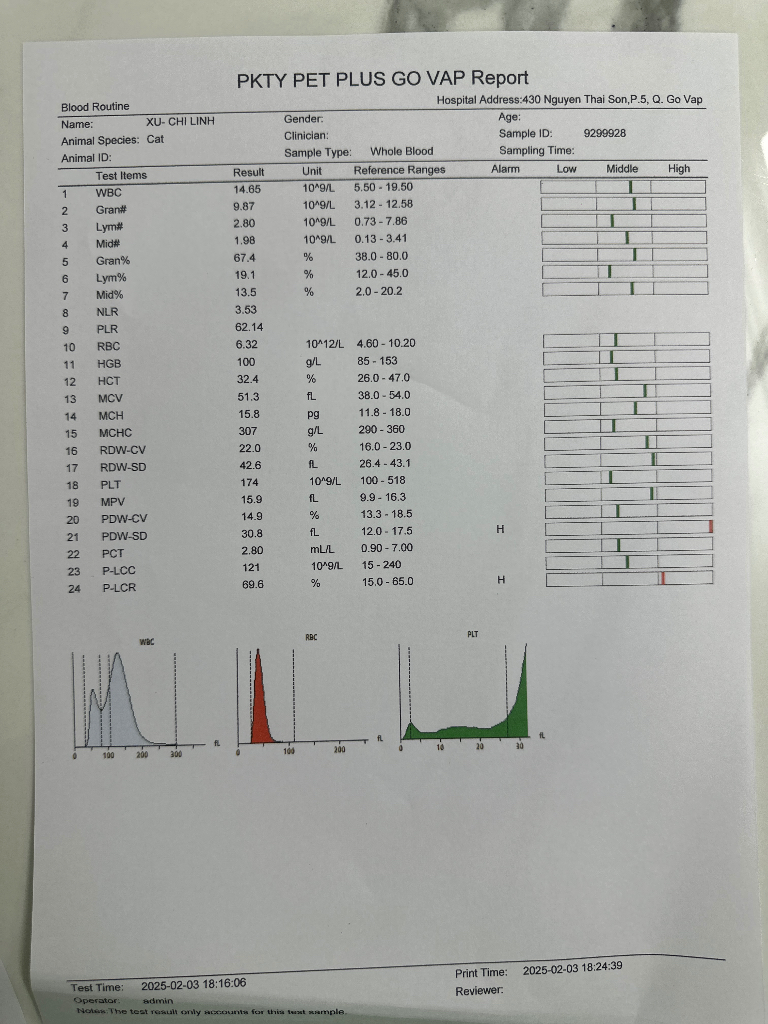 PKTY PET PLUS GO VAP Report
Blood Routine Hospital Address:430 Nguyen Thai Son,P.5, Q. Go Vap
Name: XU- CHI LINH Gender: Age:
Animal Species: Cat Clinician: Sample ID: 9299928
Animal ID: Sample Type: Whole Blood Sampling Time:
Test Items Result Unit Reference Ranges Alarm Low Middle High
1 WBC 14.65 10^9/L 5.50 - 19.50
2 Gran# 9.87 10^9/L 3.12 - 12.58
3 Lym# 2.80 10^9/L 0.73 - 7.86
4 Mid# 1.98 10^9/L 0.13 - 3.41
5 Gran% 67.4 % 38.0 - 80.0
6 Lym% 19.1 % 12.0 - 45.0
7 Mid% 13.5 % 2.0 - 20.2
8 NLR 3.53
9 PLR 62.14
10 RBC 6.32 10^12/L 4.60 - 10.20
11 HGB 100 g/L 85 - 153
12 HCT 32.4 % 26.0 - 47.0
13 MCV 51.3 fL 38.0 - 54.0
14 MCH 15.8 pg 11.8 - 18.0
15 MCHC 307 g/L 290 - 360
16 RDW-CV 22.0 % 16.0 - 23.0
17 RDW-SD 42.6 fL 26.4 - 43.1
18 PLT 174 10^9/L 100 - 518
19 MPV 15.9 fL 9.9 - 16.3
20 PDW-CV 14.9 % 13.3 - 18.5
21 PDW-SD 30.8 fL 12.0 - 17.5 H
22 PCT 2.80 mL/L 0.90 - 7.00
23 P-LCC 121 10^9/L 15 - 240
24 P-LCR 69.6 % 15.0 - 65.0 H
WBC RBC PLT
0 100 200 300 fL 0 100 200 fL 0 10 20 30 fL
Test Time: 2025-02-03 18:16:06 Print Time: 2025-02-03 18:24:39
Operator: admin Reviewer:
Notes:The test result only accounts for this test sample.